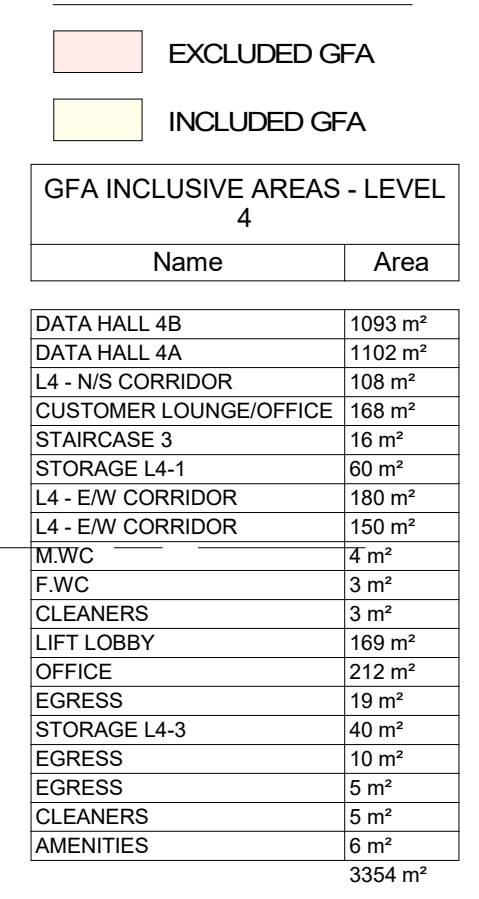 EXCLUDED GFA
INCLUDED GFA
GFA INCLUSIVE AREAS - LEVEL
4
Name Area
DATA HALL 4B 1093 m²
DATA HALL 4A 1102 m²
L4 - N/S CORRIDOR 108 m²
CUSTOMER LOUNGE/OFFICE 168 m²
STAIRCASE 3 16 m²
STORAGE L4-1 60 m²
L4 - E/W CORRIDOR 180 m²
L4 - E/W CORRIDOR 150 m²
M.WC 4 m²
F.WC 3 m²
CLEANERS 3 m²
LIFT LOBBY 169 m²
OFFICE 212 m²
EGRESS 19 m²
STORAGE L4-3 40 m²
EGRESS 10 m²
EGRESS 5 m²
CLEANERS 5 m²
AMENITIES 6 m²
3354 m²